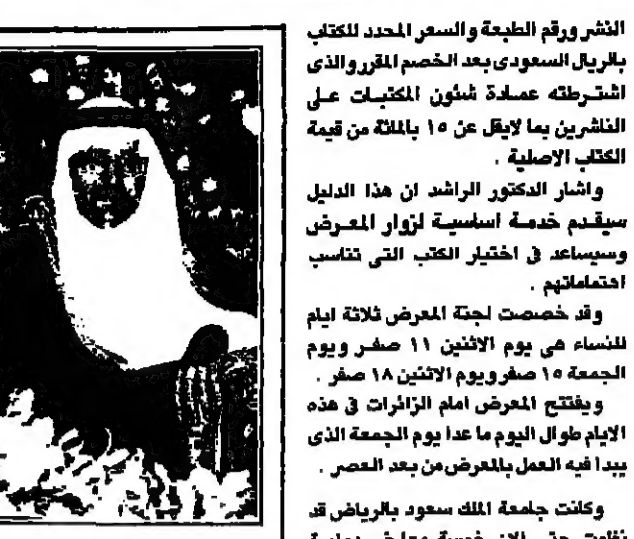 النشر ورقم الطبعة والسعر المحدد للكتاب
بالريال السعودى بعد الخصم المقرر والذى
اشترطته عمادة شئون المكتبات على
الناشرين بما لايقل عن ١٥ بالمائة من قيمة
الكتاب الاصلية .
واشار الدكتور الراشد ان هذا الدليل
سيقدم خدمة اساسية لزوار المعرض
وسيساعد فى اختيار الكتب التى تناسب
اهتماماتهم .
وقد خصصت لجنة المعرض ثلاثة ايام
للنساء هى يوم الاثنين ١١ صفر ويوم
الجمعة ١٥ صفر ويوم الاثنين ١٨ صفر .
ويفتتح المعرض امام الزائرات فى هذه
الايام طوال اليوم ما عدا يوم الجمعة الذى
يبدا فيه العمل بالمعرض من بعد العصر .
وكانت جامعة الملك سعود بالرياض قد